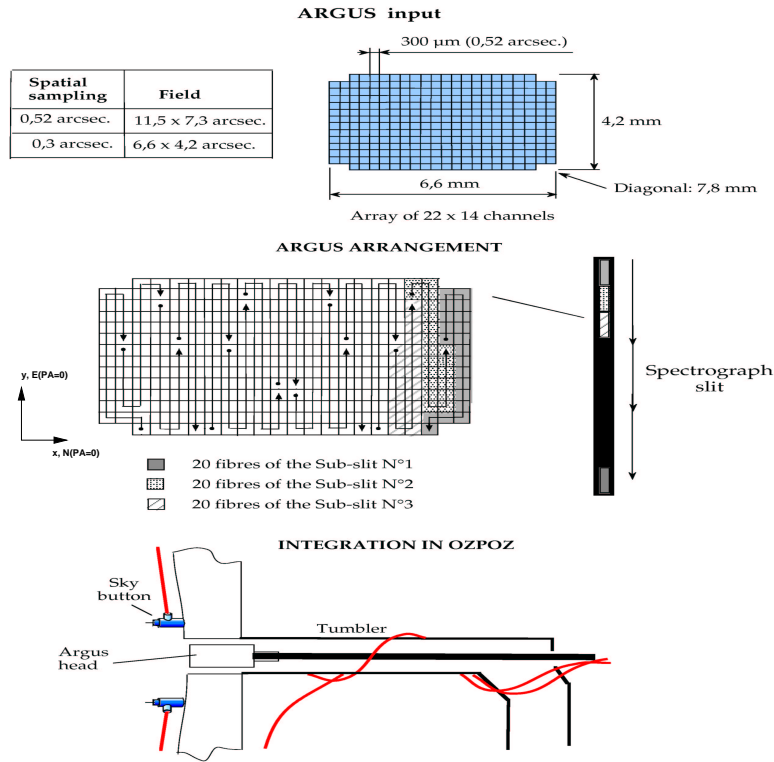 ARGUS input
300 µm (0,52 arcsec.)
Spatial sampling
Field
0,52 arcsec.
11,5 x 7,3 arcsec.
0,3 arcsec.
6,6 x 4,2 arcsec.
4,2 mm
6,6 mm
Diagonal: 7,8 mm
Array of 22 x 14 channels
ARGUS ARRANGEMENT
y, E(PA=0)
x, N(PA=0)
Spectrograph
slit
20 fibres of the Sub-slit N°1
20 fibres of the Sub-slit N°2
20 fibres of the Sub-slit N°3
INTEGRATION IN OZPOZ
Sky
button
Tumbler
Argus
head